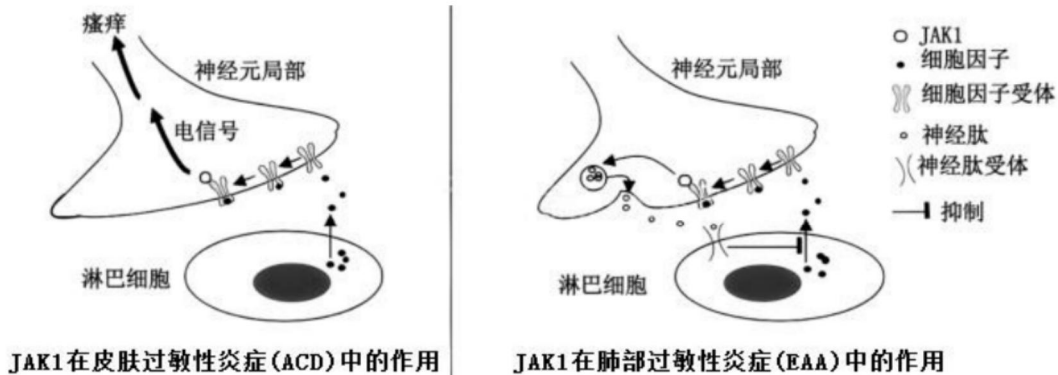 瘙痒
神经元局部
电信号
淋巴细胞
JAK1在皮肤过敏性炎症(ACD)中的作用
神经元局部
淋巴细胞
JAK1在肺部过敏性炎症(EAA)中的作用
JAK1
细胞因子
细胞因子受体
神经肽
神经肽受体
抑制